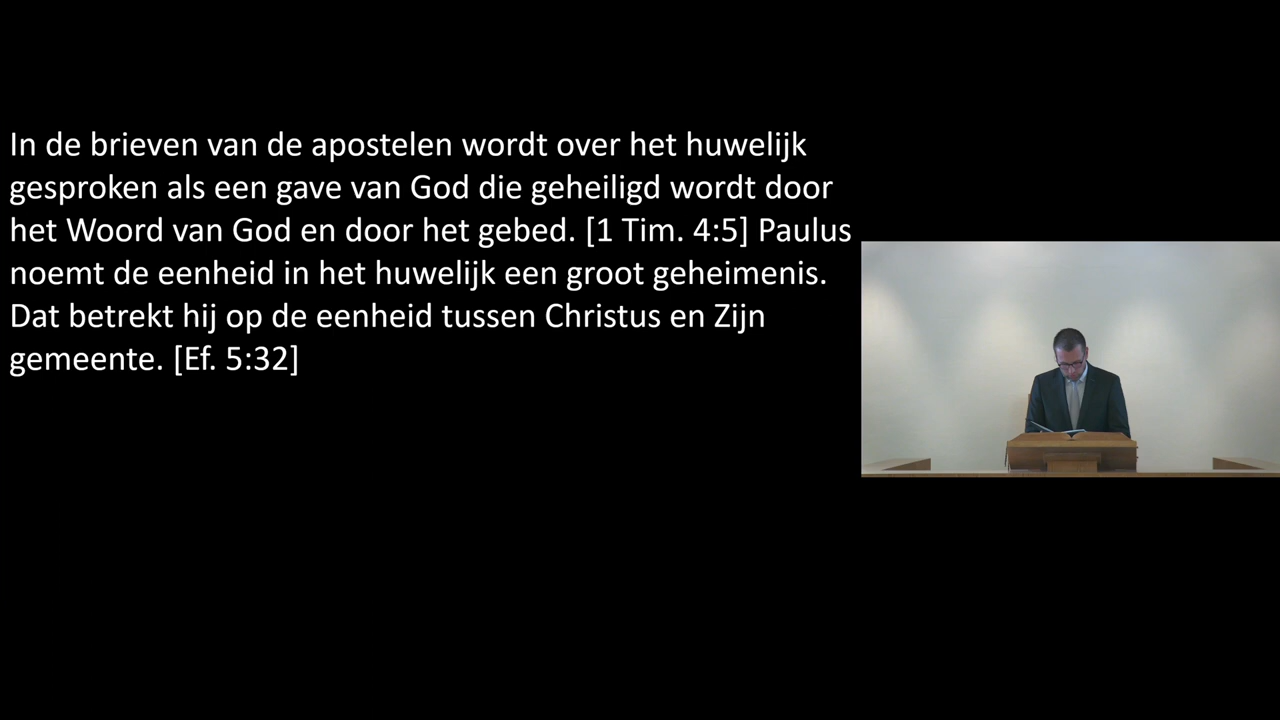 In de brieven van de apostelen wordt over het huwelijk
gesproken als een gave van God die geheiligd wordt door
het Woord van God en door het gebed. [1 Tim. 4:5] Paulus
noemt de eenheid in het huwelijk een groot geheimenis.
Dat betrekt hij op de eenheid tussen Christus en Zijn
gemeente. [Ef. 5:32]